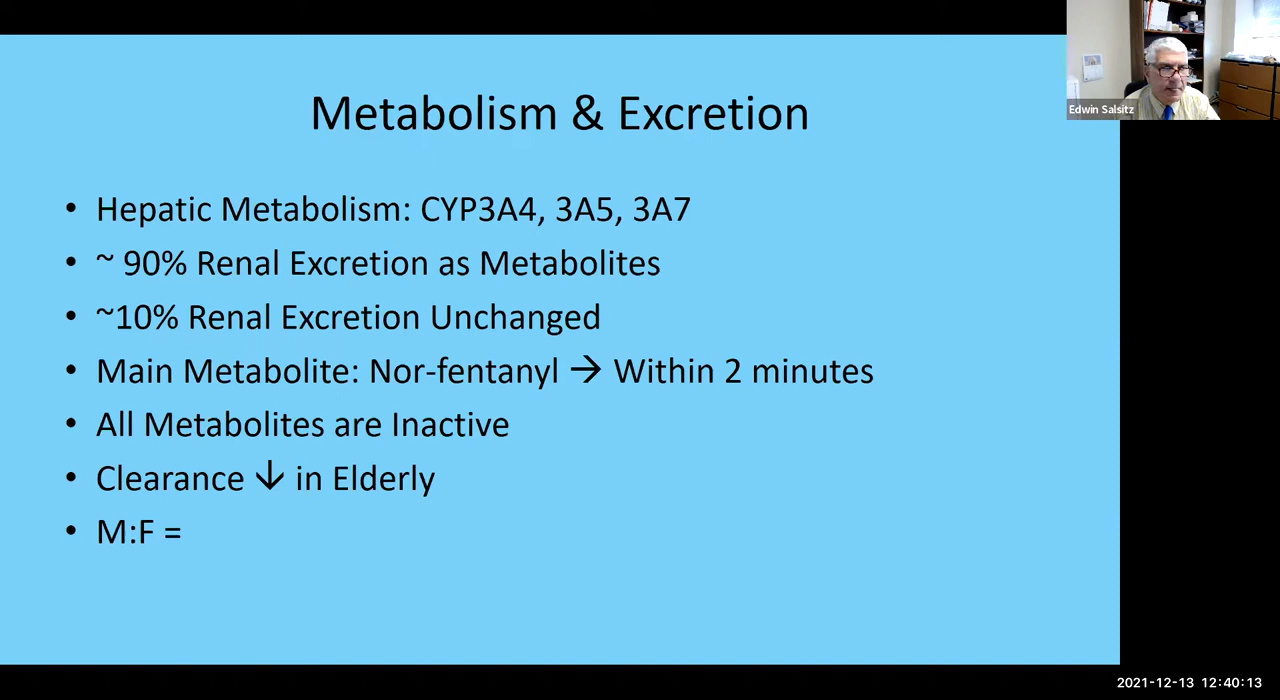 Edwin Salsitz
Metabolism & Excretion
• Hepatic Metabolism: CYP3A4, 3A5, 3A7
• ~ 90% Renal Excretion as Metabolites
• ~10% Renal Excretion Unchanged
• Main Metabolite: Nor-fentanyl → Within 2 minutes
• All Metabolites are Inactive
• Clearance ↓ in Elderly
• M:F =
2021-12-13 12:40:13